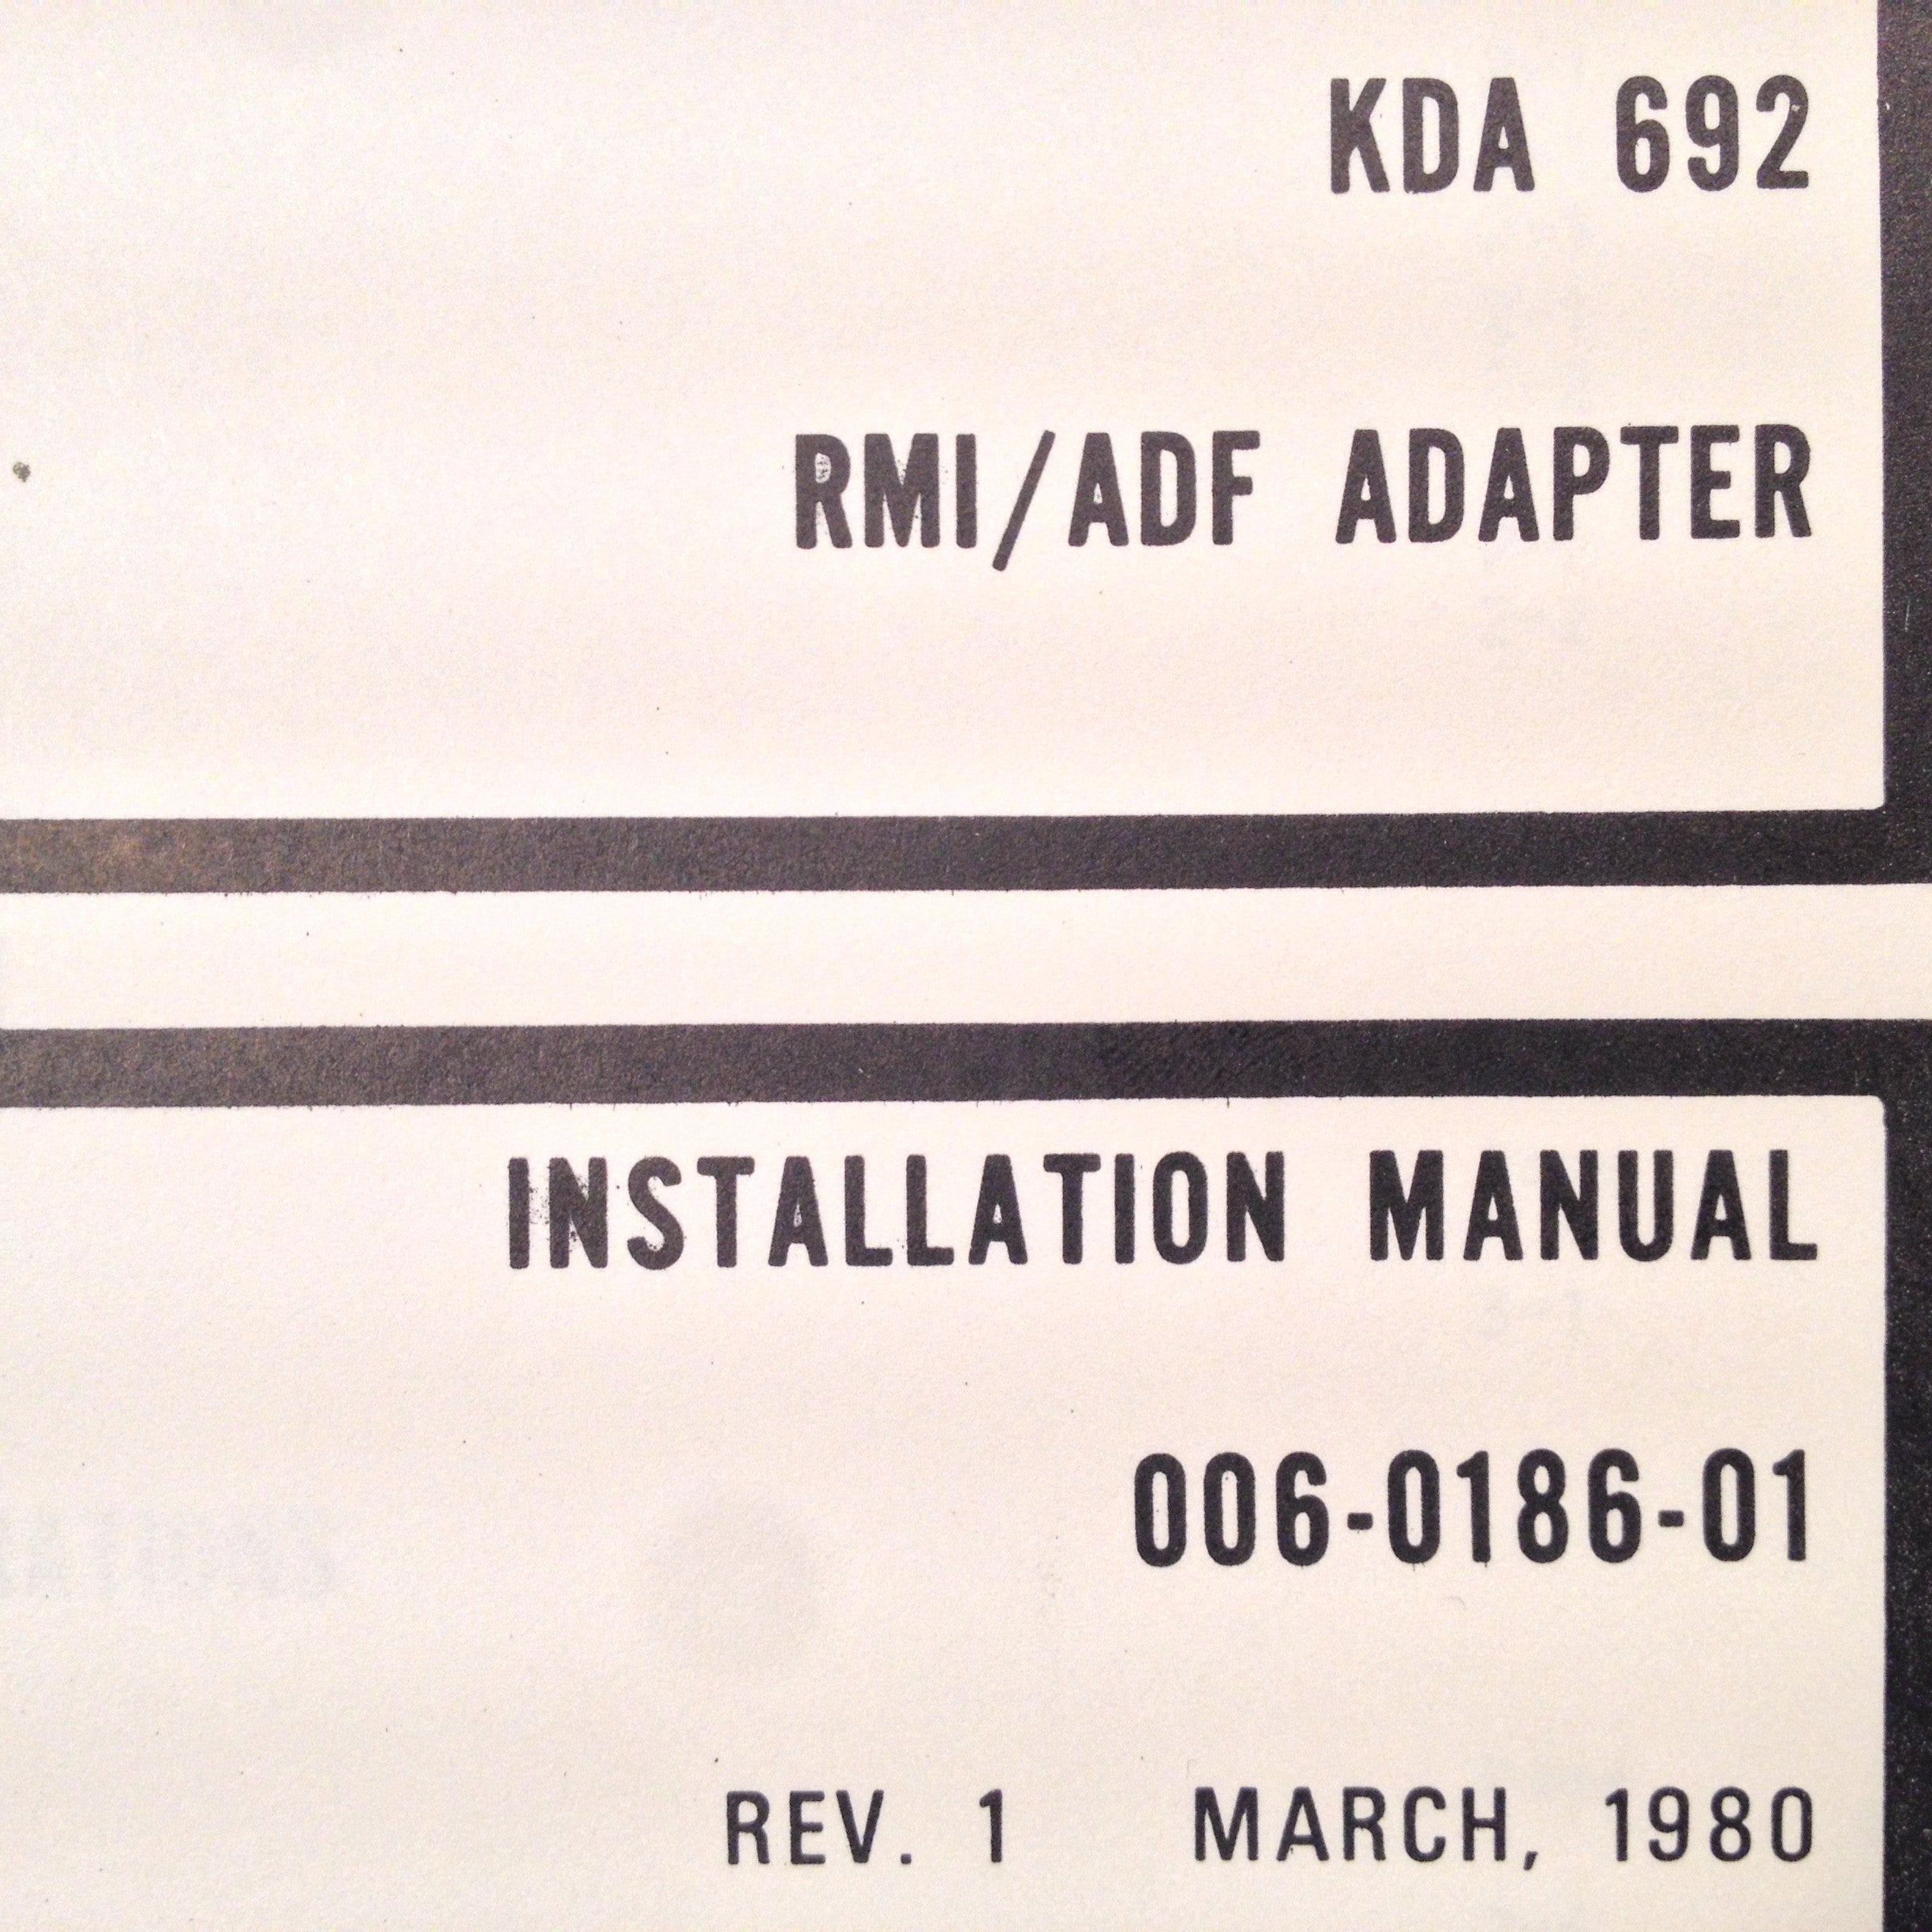 KDA 692
RMI/ADF ADAPTER
INSTALLATION MANUAL
006-0186-01
REV. 1 MARCH, 1980